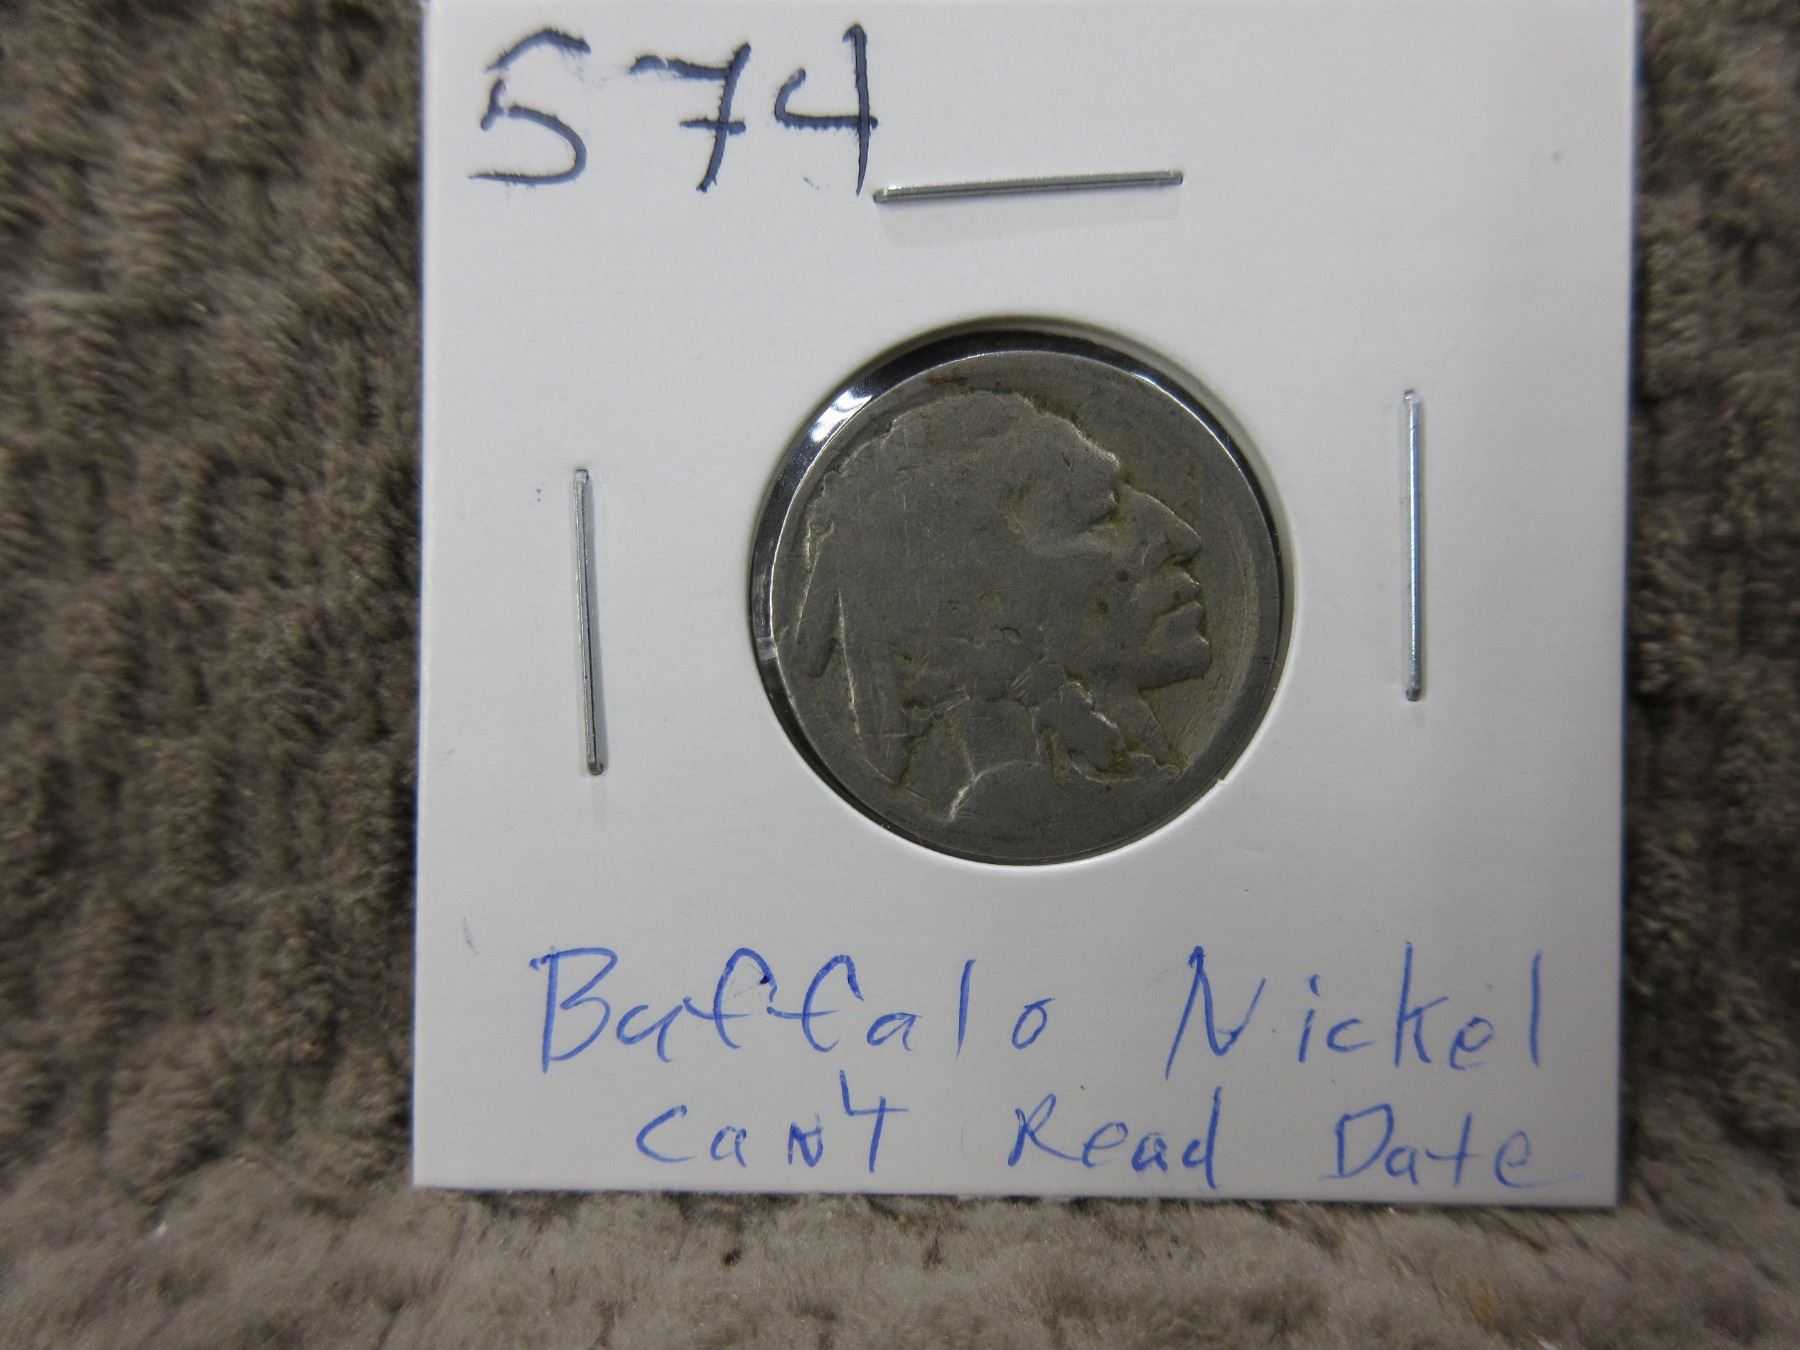 574
Buffalo Nickel
can't Read Date